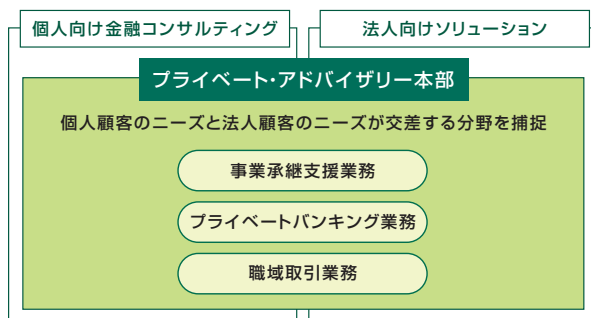 個人向け金融コンサルティング
法人向けソリューション
プライベート・アドバイザリー本部
個人顧客のニーズと法人顧客のニーズが交差する分野を捕捉
事業承継支援業務
プライベートバンキング業務
職域取引業務